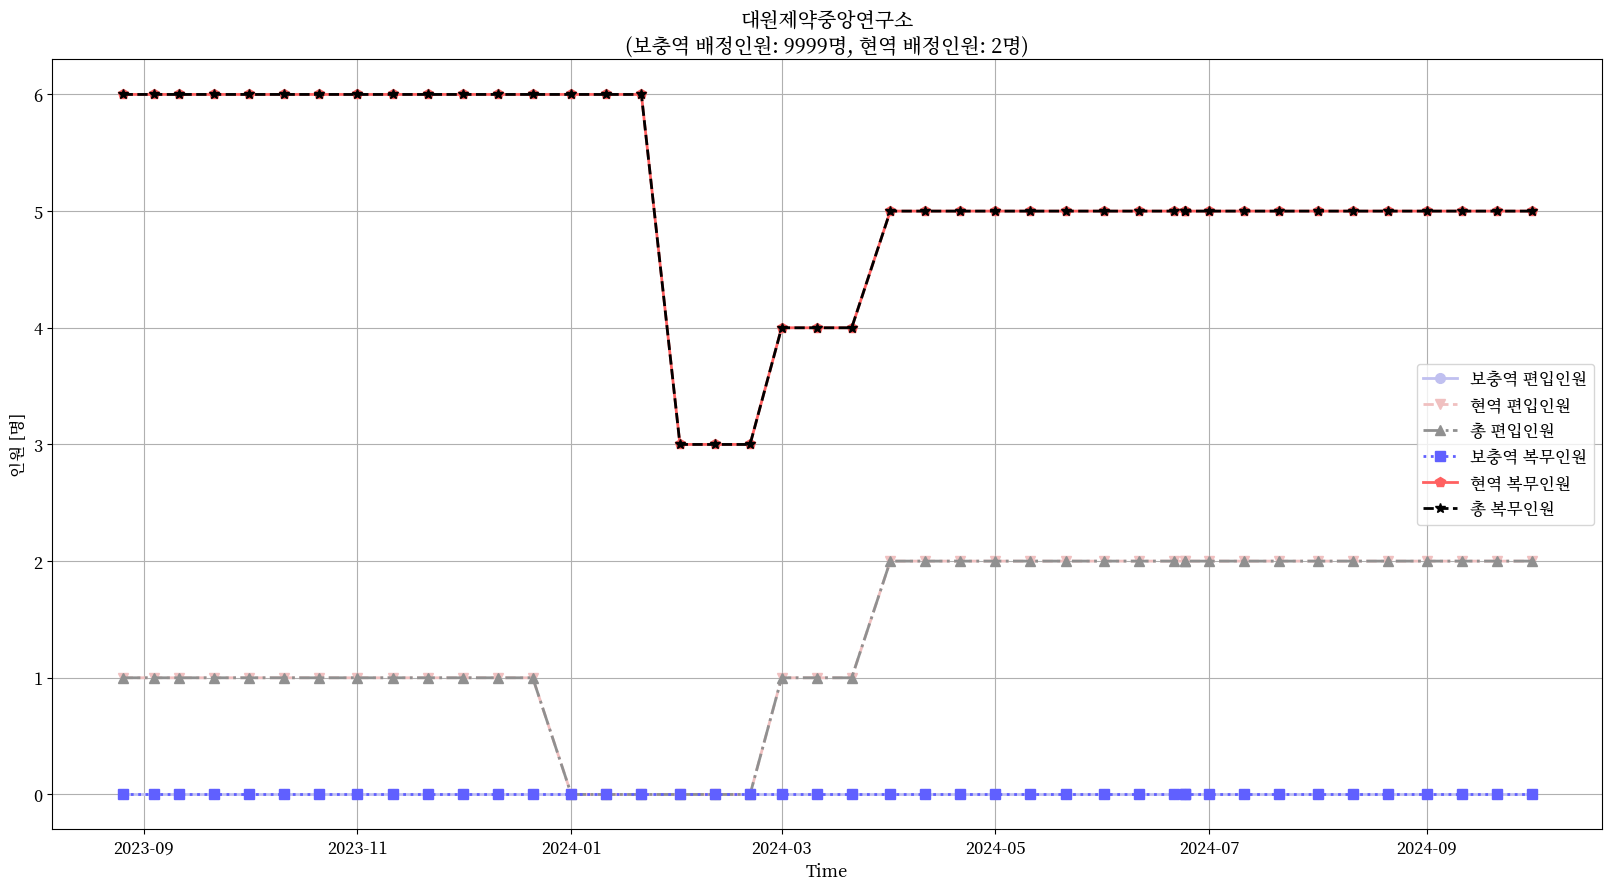 대원제약중앙연구소
(보충역 배정인원: 9999명, 현역 배정인원: 2명)
인원 [명]
6
5
4
3
2
1
0
보충역 편입인원
현역 편입인원
총 편입인원
보충역 복무인원
현역 복무인원
총 복무인원
2023-09
2023-11
2024-01
2024-03
2024-05
2024-07
2024-09
Time